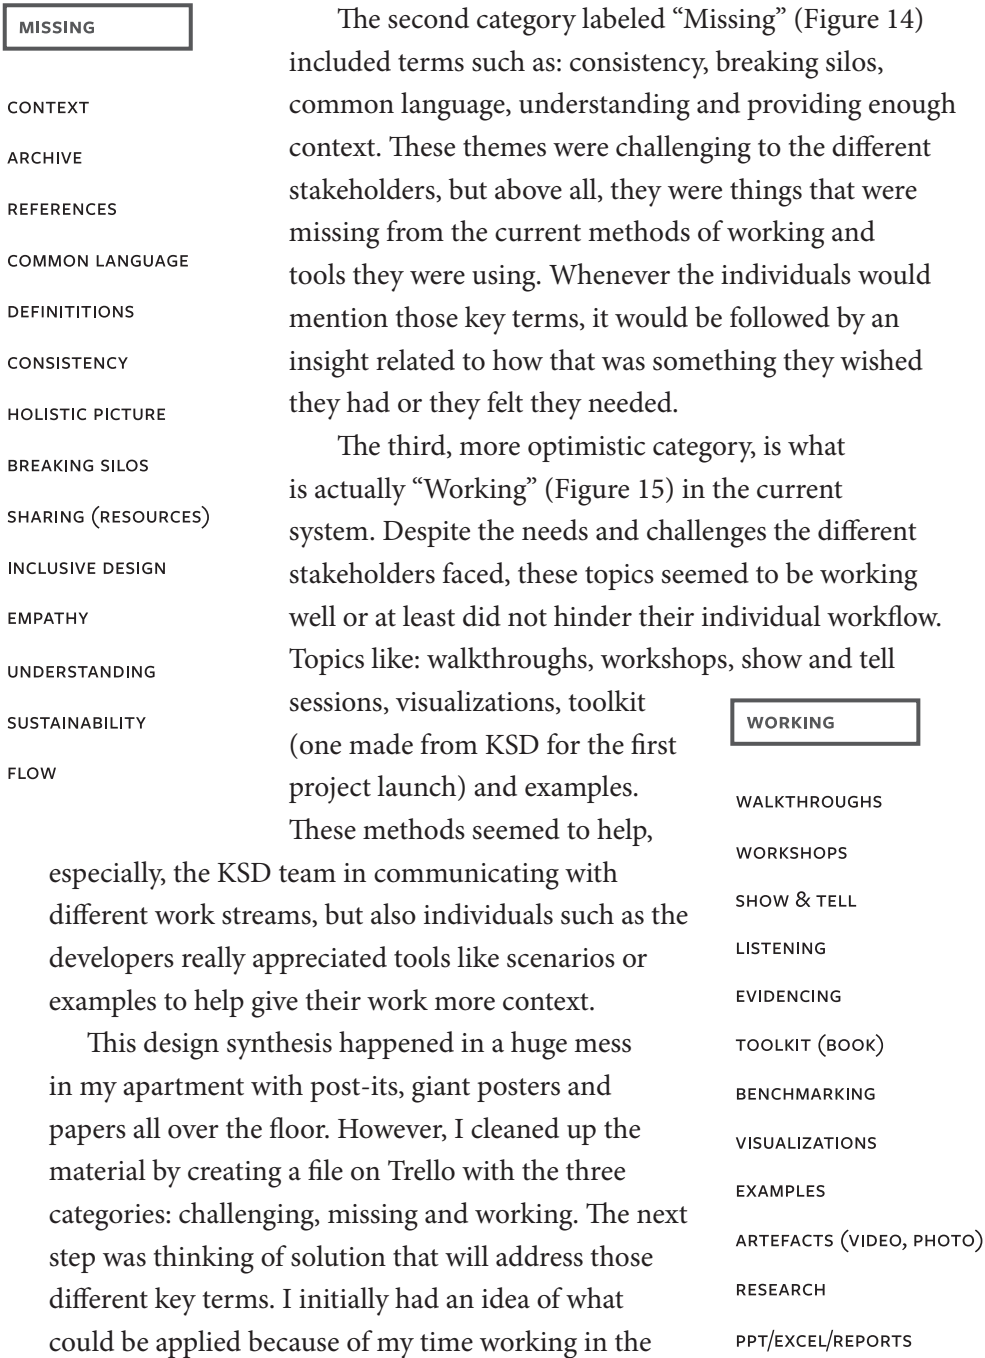 MISSING
CONTEXT
ARCHIVE
REFERENCES
COMMON LANGUAGE
DEFINITITIONS
CONSISTENCY
HOLISTIC PICTURE
BREAKING SILOS
SHARING (RESOURCES)
INCLUSIVE DESIGN
EMPATHY
UNDERSTANDING
SUSTAINABILITY
FLOW
The second category labeled “Missing” (Figure 14)
included terms such as: consistency, breaking silos,
common language, understanding and providing enough
context. These themes were challenging to the different
stakeholders, but above all, they were things that were
missing from the current methods of working and
tools they were using. Whenever the individuals would
mention those key terms, it would be followed by an
insight related to how that was something they wished
they had or they felt they needed.
The third, more optimistic category, is what
is actually “Working” (Figure 15) in the current
system. Despite the needs and challenges the different
stakeholders faced, these topics seemed to be working
well or at least did not hinder their individual workflow.
Topics like: walkthroughs, workshops, show and tell
sessions, visualizations, toolkit
(one made from KSD for the first
project launch) and examples.
These methods seemed to help,
especially, the KSD team in communicating with
different work streams, but also individuals such as the
developers really appreciated tools like scenarios or
examples to help give their work more context.
This design synthesis happened in a huge mess
in my apartment with post-its, giant posters and
papers all over the floor. However, I cleaned up the
material by creating a file on Trello with the three
categories: challenging, missing and working. The next
step was thinking of solution that will address those
different key terms. I initially had an idea of what
could be applied because of my time working in the
WORKING
WALKTHROUGHS
WORKSHOPS
SHOW & TELL
LISTENING
EVIDENCING
TOOLKIT (BOOK)
BENCHMARKING
VISUALIZATIONS
EXAMPLES
ARTEFACTS (VIDEO, PHOTO)
RESEARCH
PPT/EXCEL/REPORTS